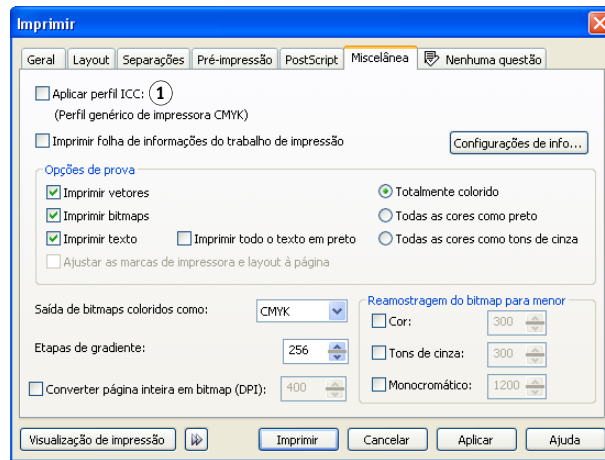 Imprimir
Geral Layout Separações Pré-impressão PostScript Miscelânea Nenhuma questão
Aplicar perfil ICC: 1
(Perfil genérico de impressora CMYK)
Imprimir folha de informações do trabalho de impressão
Configurações de info...
Opções de prova
Imprimir vetores
Totalmente colorido
Imprimir bitmaps
Todas as cores como preto
Imprimir texto Imprimir todo o texto em preto
Todas as cores como tons de cinza
Ajustar as marcas de impressora e layout à página
Saída de bitmaps coloridos como: CMYK
Reamostragem do bitmap para menor
Cor: 300
Etapas de gradiente: 256
Tons de cinza: 300
Converter página inteira em bitmap (DPI): 400
Monocromático: 1200
Visualização de impressão Imprimir Cancelar Aplicar Ajuda